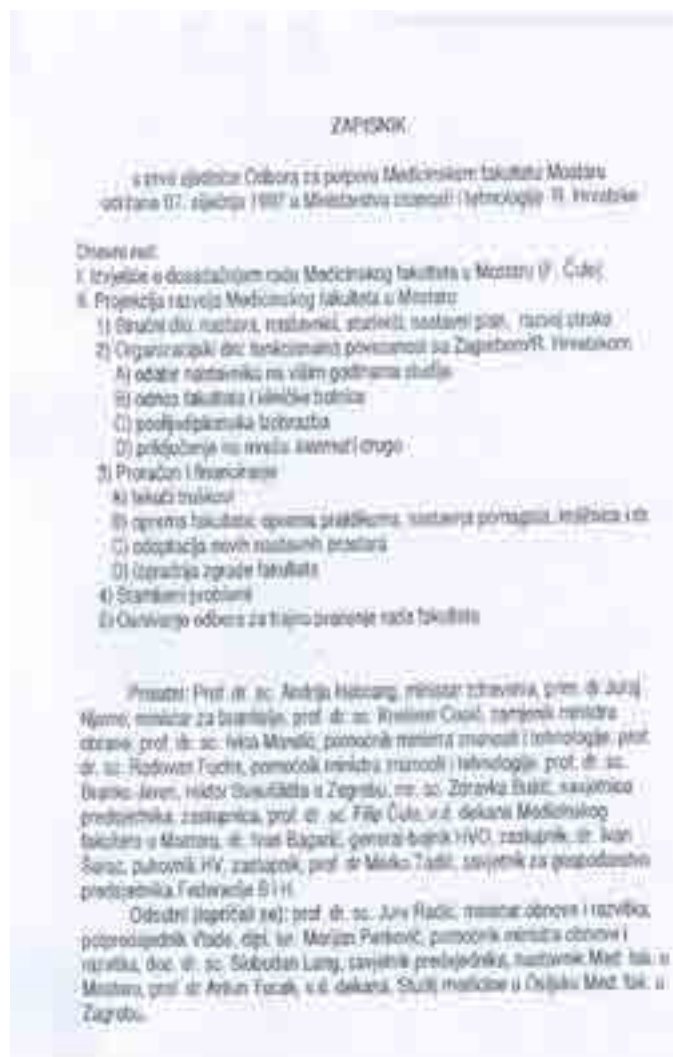 ZAPISNIK
s prve sjednice Odbora za potporu Medicinskom fakultetu Mostaru
održane 07. siječnja 1997 u Ministarstvu znanosti i tehnologije R. Hrvatske
Dnevni red:
I. Izvješće o dosadašnjem radu Medicinskog fakulteta u Mostaru (F. Čule)
II. Projekcija razvoja Medicinskog fakulteta u Mostaru
1) Stručni dio: nastava, nastavnici, studenti, nastavni plan, razvoj struke
2) Organizacijski dio: funkcionalna povezanost sa Zagrebom/R. Hrvatskom
A) odabir nastavnika na višim godinama studija
B) odnos fakulteta i kliničke bolnice
C) poslijediplomska izobrazba
D) priključenje na mrežu i drugo
3) Proračun i financiranje
A) tekući troškovi
B) oprema fakulteta: oprema praktikuma, nastavna pomagala, knjižnica i dr.
C) adaptacija novih nastavnih prostora
D) izgradnja zgrade fakulteta
4) Stambeni problemi
5) Osnivanje odbora za trajno praćenje rada fakulteta
Prisutni: Prof. dr. sc. Andrija Hebrang, ministar zdravstva, prim. dr. Juraj
Njavro, ministar za branitelje, prof. dr. sc. Krešimir Ćosić, zamjenik ministra
obrane, prof. dr. sc. Ivica Mandić, pomoćnik ministra znanosti i tehnologije, prof.
dr. sc. Radovan Fuchs, pomoćnik ministra znanosti i tehnologije, prof. dr. sc.
Branko Jeren, rektor Sveučilišta u Zagrebu, mr. sc. Zdravka Bušić, savjetnica
predsjednika, zastupnica, prof. dr. sc. Filip Čule, v.d. dekana Medicinskog
fakulteta u Mostaru, dr. Ivan Bagarić, general-bojnik HVO, zastupnik, dr. Ivan
Šarac, pukovnik HV, zastupnik, prof. dr Mirko Tadić, savjetnik za gospodarstvo
predsjednika Federacije B i H.
Odsutni (ispričali se): prof. dr. sc. Jure Radić, ministar obnove i razvitka,
potpredsjednik Vlade, dipl. iur. Marijan Petković, pomoćnik ministra obnove i
razvitka, doc. dr. sc. Slobodan Lang, savjetnik predsjednika, nastavnik Med. fak. u
Mostaru, prof. dr Antun Tucak, v.d. dekana, Studij medicine u Osijeku Med. fak. u
Zagrebu.